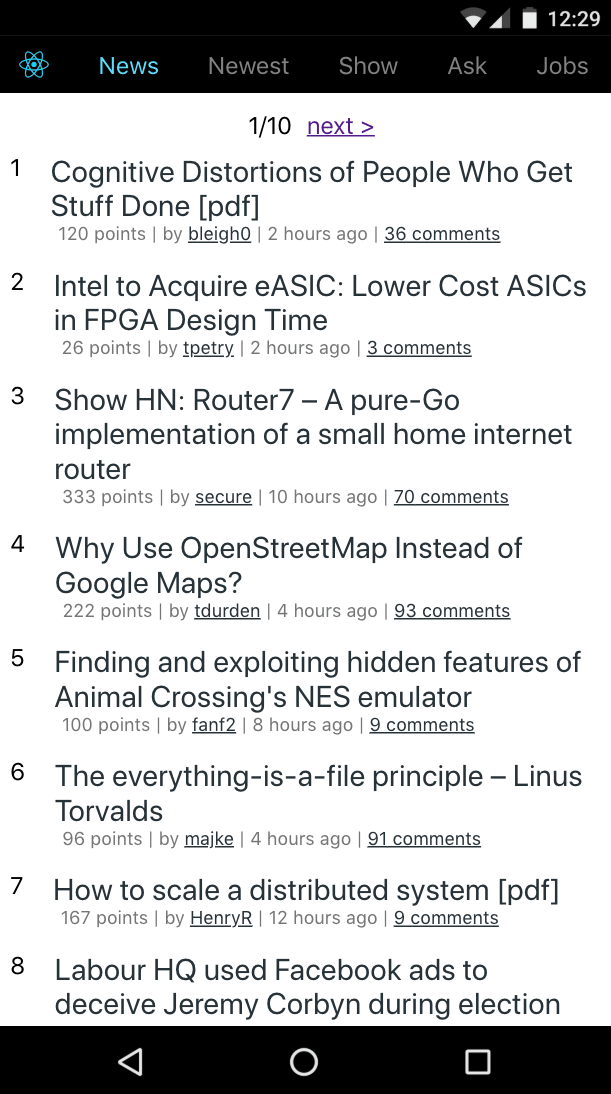 12:29
News Newest Show Ask Jobs
1/10 next >
1 Cognitive Distortions of People Who Get
Stuff Done [pdf]
120 points | by bleigh0 | 2 hours ago | 36 comments
2 Intel to Acquire eASIC: Lower Cost ASICs
in FPGA Design Time
26 points | by tpetry | 2 hours ago | 3 comments
3 Show HN: Router7 – A pure-Go
implementation of a small home internet
router
333 points | by secure | 10 hours ago | 70 comments
4 Why Use OpenStreetMap Instead of
Google Maps?
222 points | by tdurden | 4 hours ago | 93 comments
5 Finding and exploiting hidden features of
Animal Crossing's NES emulator
100 points | by fanf2 | 8 hours ago | 9 comments
6 The everything-is-a-file principle – Linus
Torvalds
96 points | by majke | 4 hours ago | 91 comments
7 How to scale a distributed system [pdf]
167 points | by HenryR | 12 hours ago | 9 comments
8 Labour HQ used Facebook ads to
deceive Jeremy Corbyn during election